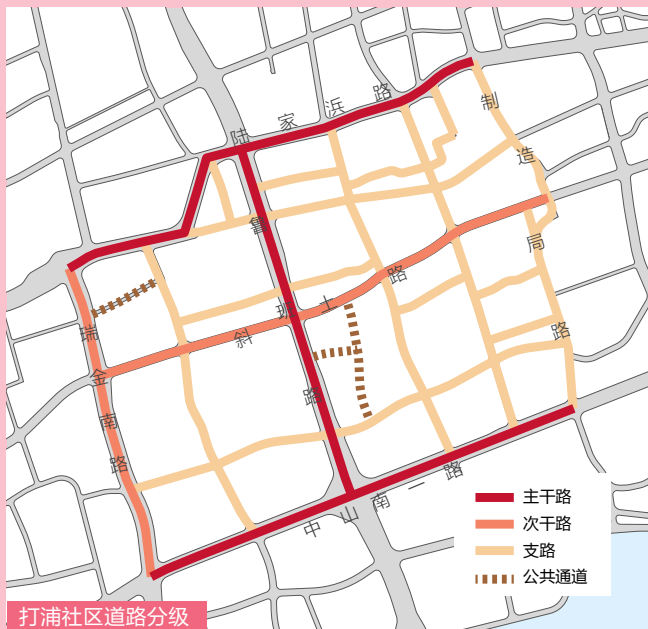 陆家浜路
制造局路
鲁班路
斜土路
瑞金南路
中山南一路
主干路
次干路
支路
公共通道
打浦社区道路分级